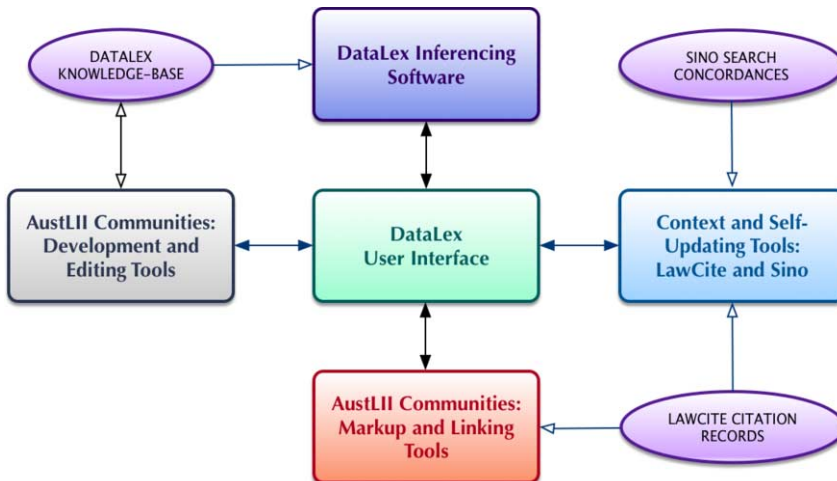 DATALEX
KNOWLEDGE-BASE
DataLex Inferencing
Software
SINO SEARCH
CONCORDANCES
AustLII Communities:
Development and
Editing Tools
DataLex
User Interface
Context and Self-
Updating Tools:
LawCite and Sino
AustLII Communities:
Markup and Linking
Tools
LAWCITE CITATION
RECORDS